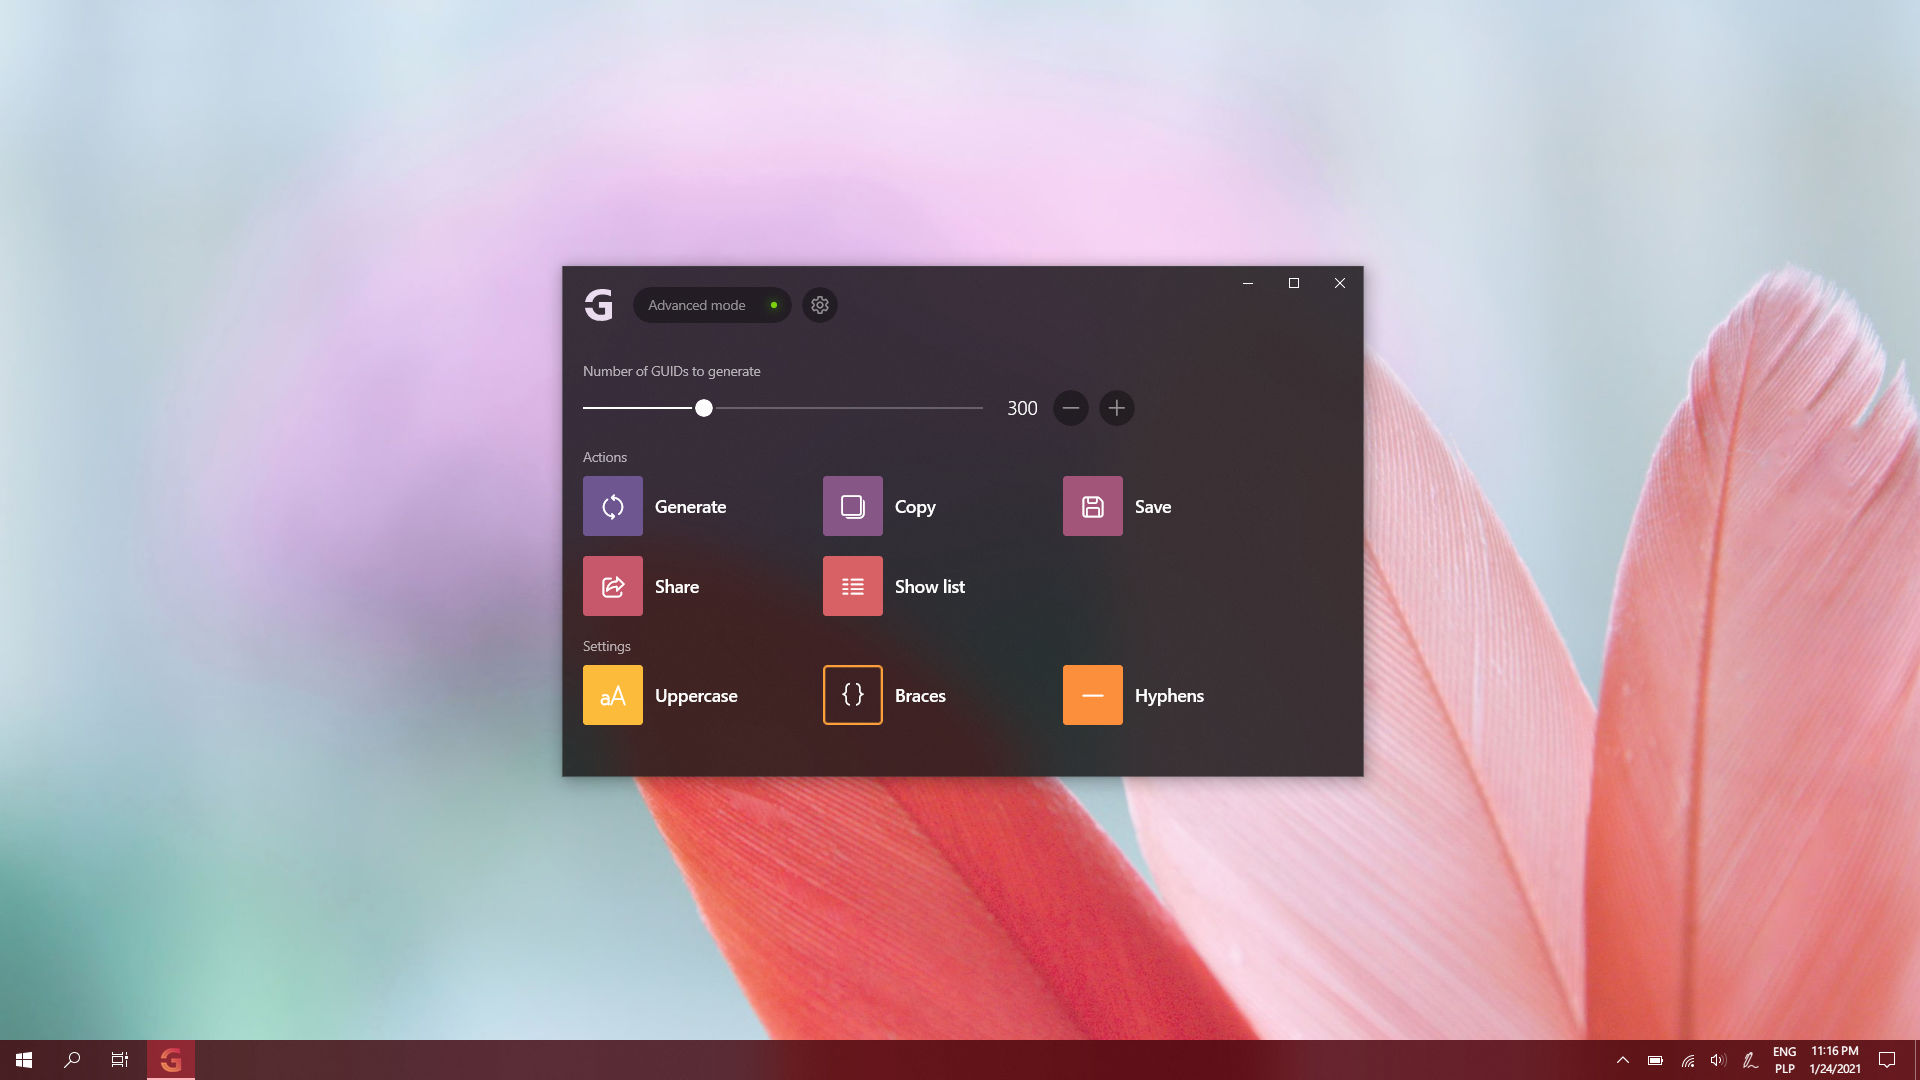 G
Advanced mode
Number of GUIDs to generate
300
Actions
Generate
Copy
Save
Share
Show list
Settings
aA
Uppercase
{}
Braces
Hyphens
G
ENG
PLP
11:16 PM
1/24/2021